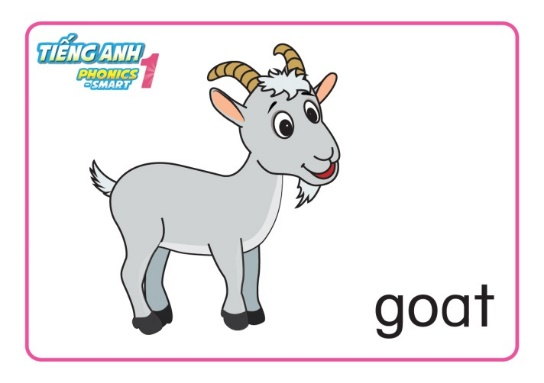 TIẾNG ANH
PHONICS
-SMART 1
goat